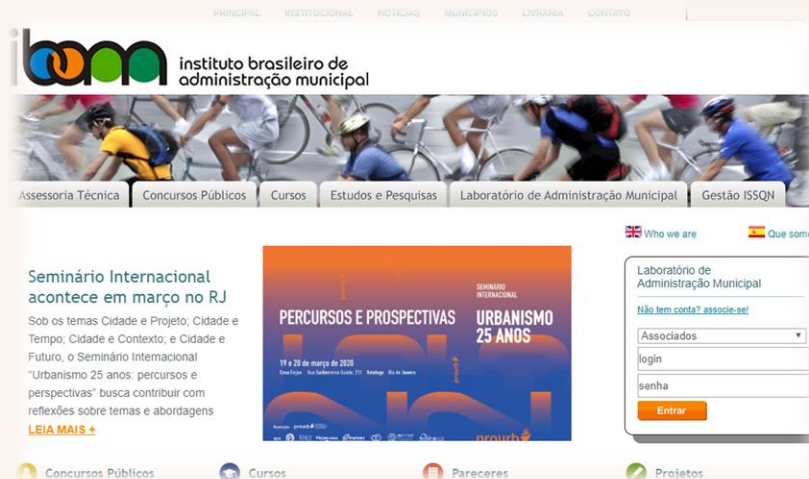 PRINCIPAL INSTITUCIONAL NOTÍCIAS MUNICÍPIOS LIVRARIA CONTATO
ibam
instituto brasileiro de
administração municipal
Assessoria Técnica Concursos Públicos Cursos Estudos e Pesquisas Laboratório de Administração Municipal Gestão ISSQN
Who we are Que som
Seminário Internacional
acontece em março no RJ
Sob os temas Cidade e Projeto; Cidade e
Tempo; Cidade e Contexto; e Cidade e
Futuro, o Seminário Internacional
"Urbanismo 25 anos: percursos e
perspectivas" busca contribuir com
reflexões sobre temas e abordagens
LEIA MAIS +
SEMINÁRIO
INTERNACIONAL
PERCURSOS E PROSPECTIVAS URBANISMO
25 ANOS
19 e 20 de março de 2020
prourb
Laboratório de
Administração Municipal
Não tem conta? associe-se!
Associados
login
senha
Entrar
Concursos Públicos Cursos Pareceres Projetos